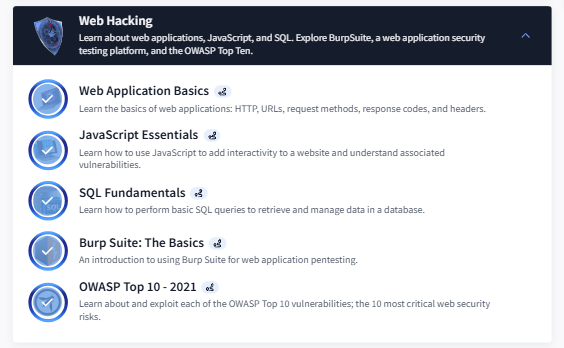 Web Hacking
Learn about web applications, JavaScript, and SQL. Explore BurpSuite, a web application security
testing platform, and the OWASP Top Ten.
Web Application Basics
Learn the basics of web applications: HTTP, URLs, request methods, response codes, and headers.
JavaScript Essentials
Learn how to use JavaScript to add interactivity to a website and understand associated
vulnerabilities.
SQL Fundamentals
Learn how to perform basic SQL queries to retrieve and manage data in a database.
Burp Suite: The Basics
An introduction to using Burp Suite for web application pentesting.
OWASP Top 10 - 2021
Learn about and exploit each of the OWASP Top 10 vulnerabilities; the 10 most critical web security
risks.